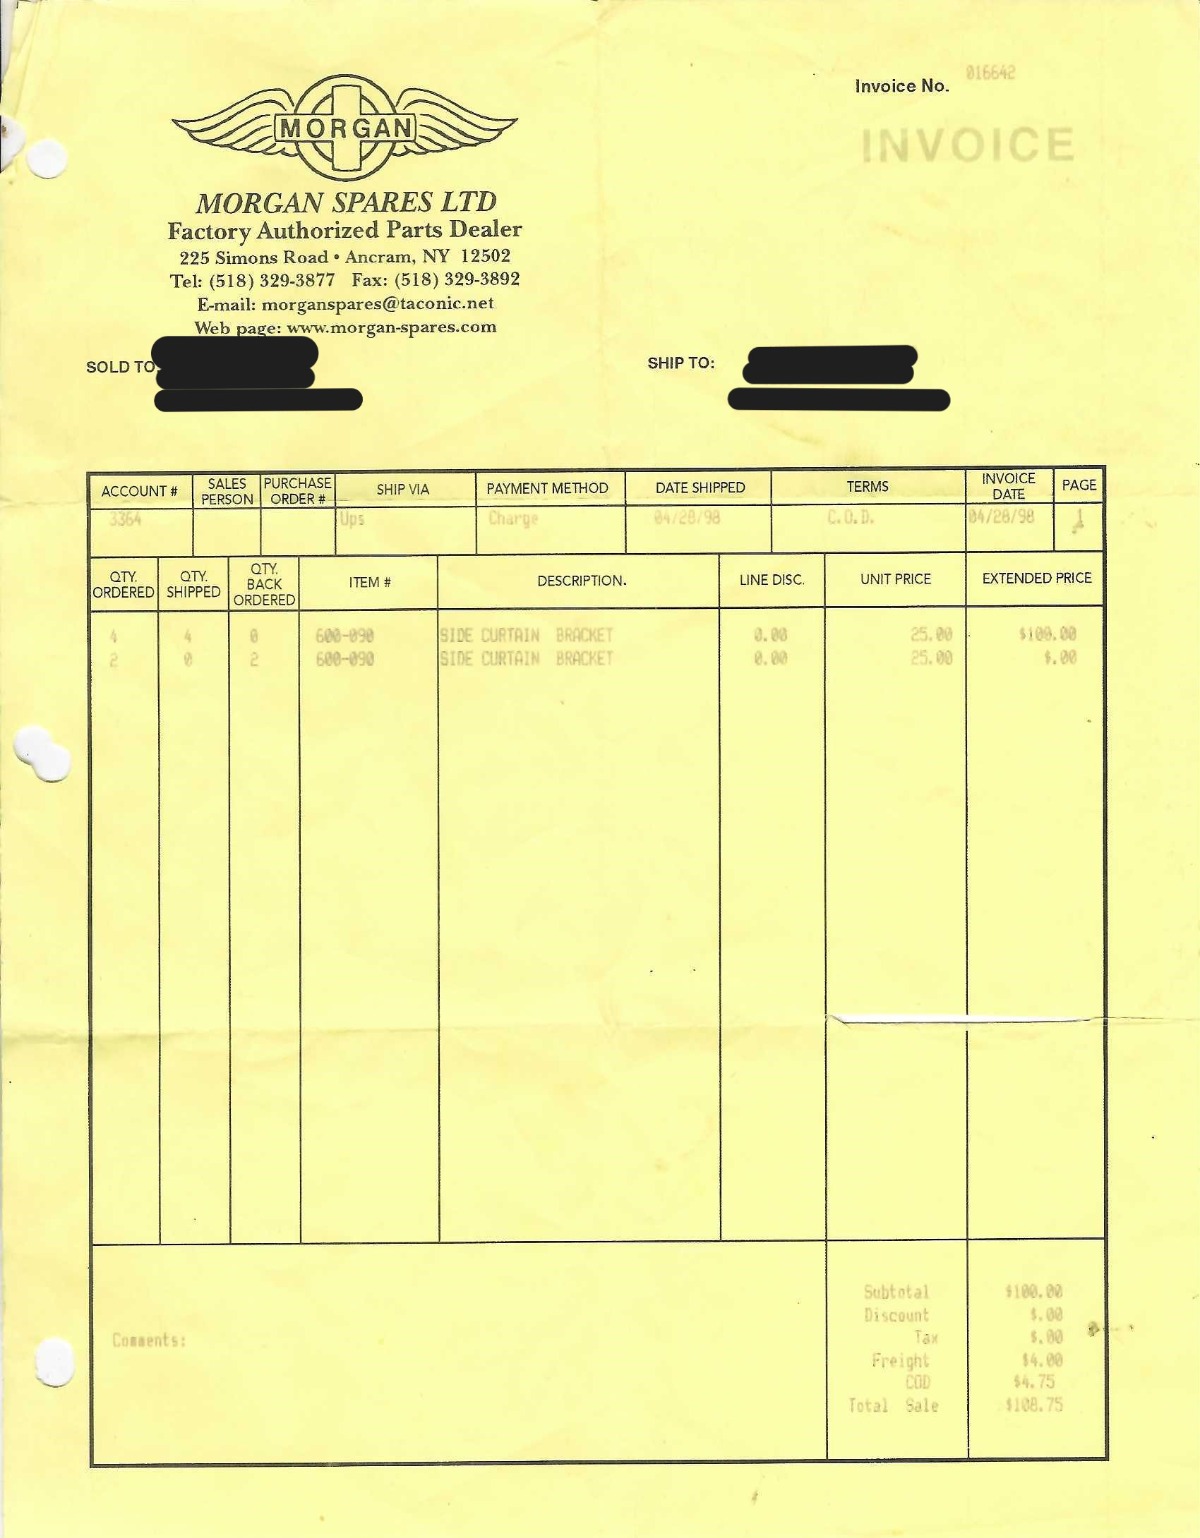 Invoice No. 016642
INVOICE
MORGAN
MORGAN SPARES LTD
Factory Authorized Parts Dealer
225 Simons Road • Ancram, NY 12502
Tel: (518) 329-3877 Fax: (518) 329-3892
E-mail: morganspares@taconic.net
Web page: www.morgan-spares.com
SOLD TO
SHIP TO:
ACCOUNT # SALES PERSON PURCHASE ORDER # SHIP VIA PAYMENT METHOD DATE SHIPPED TERMS INVOICE DATE PAGE
3364 Ups Charge 04/28/98 C.O.D. 04/28/98 1
QTY. ORDERED QTY. SHIPPED QTY. BACK ORDERED ITEM # DESCRIPTION. LINE DISC. UNIT PRICE EXTENDED PRICE
4 4 0 600-090 SIDE CURTAIN BRACKET 0.00 25.00 $100.00
2 0 2 600-090 SIDE CURTAIN BRACKET 0.00 25.00 $.00
Subtotal $100.00
Discount $.00
Comments:
Tax $.00
Freight $4.00
COD $4.75
Total Sale $108.75